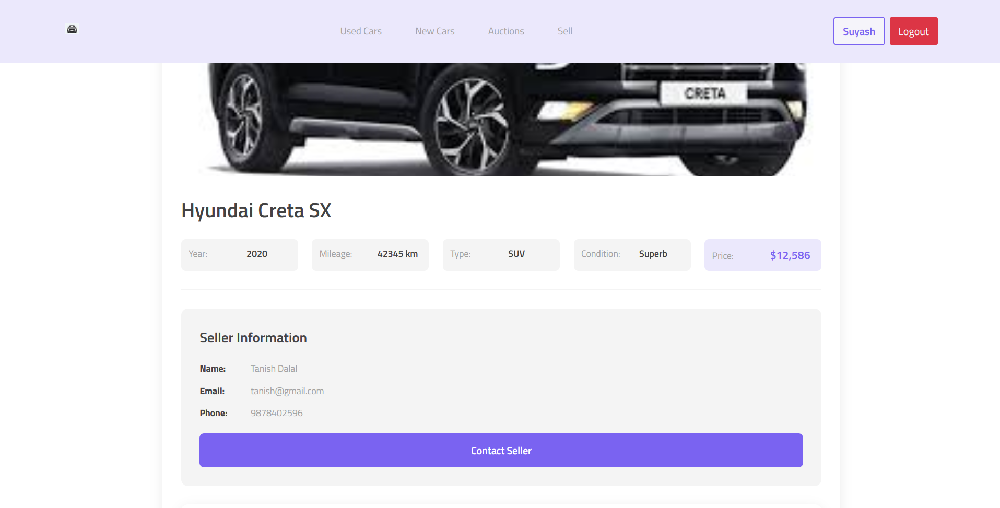 Used Cars New Cars Auctions Sell Suyash Logout
CRETA
Hyundai Creta SX
Year: 2020 Mileage: 42345 km Type: SUV Condition: Superb Price: $12,586
Seller Information
Name: Tanish Dalal
Email: tanish@gmail.com
Phone: 9878402596
Contact Seller